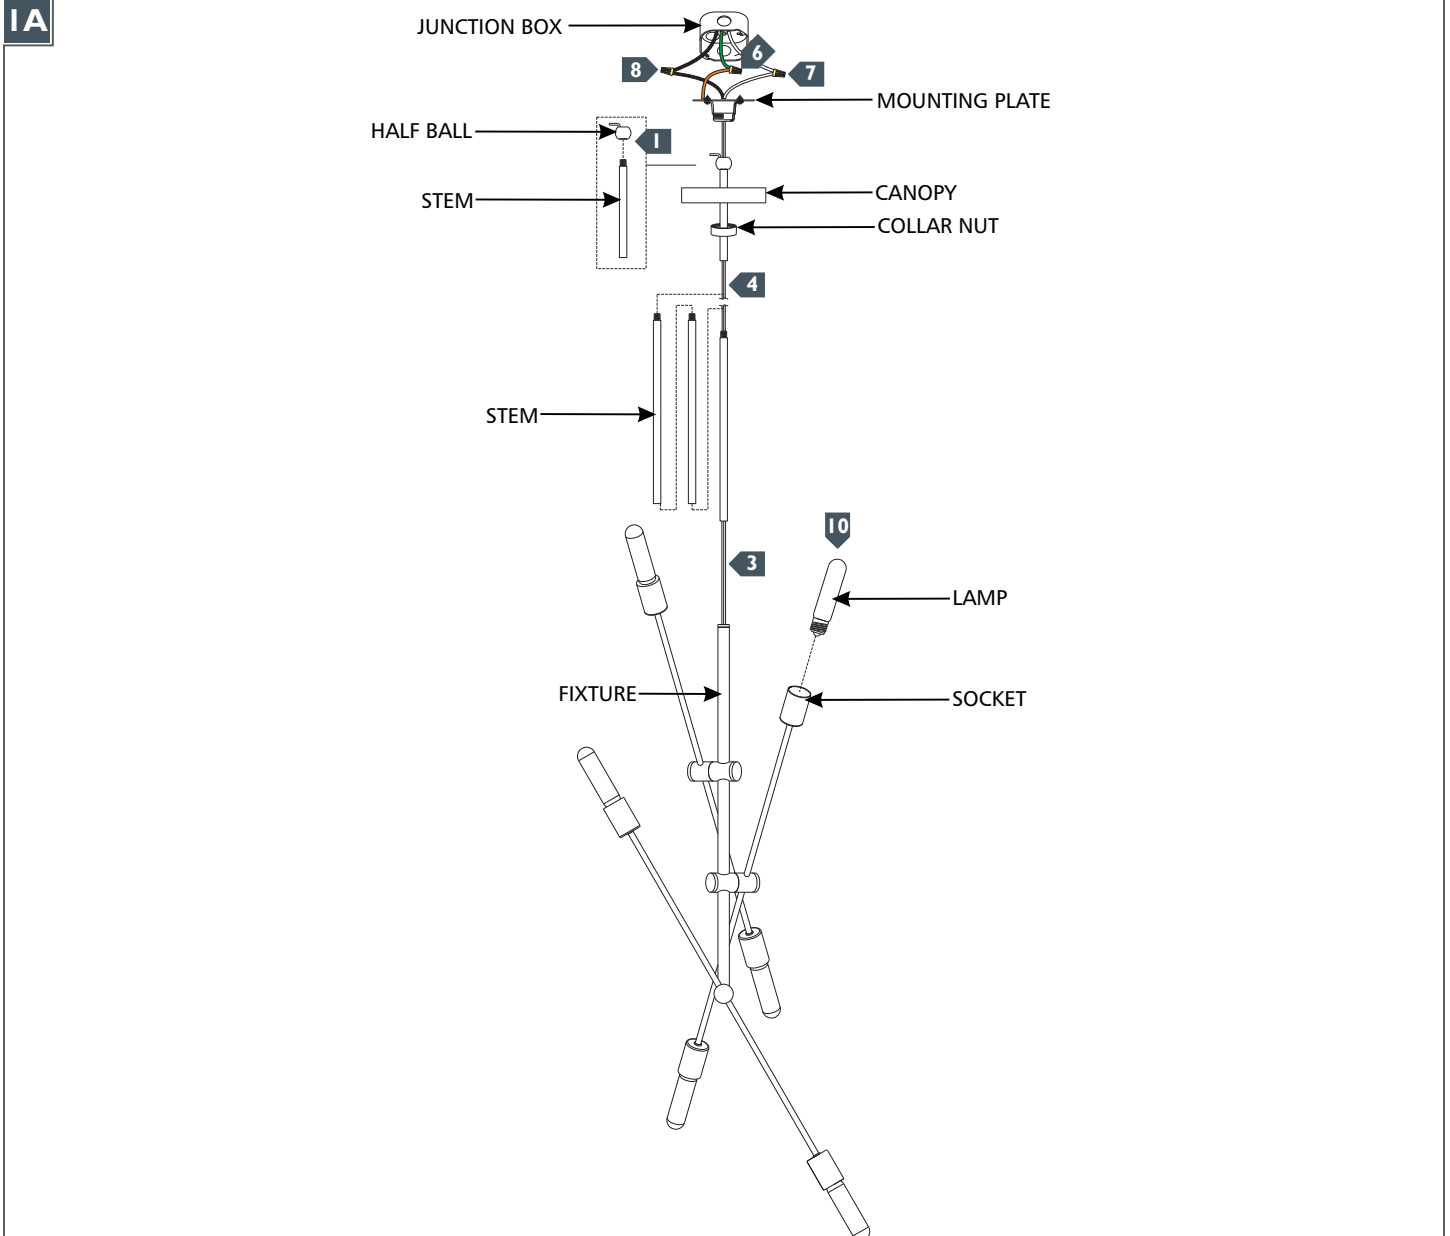 1A
JUNCTION BOX
6
8
7
MOUNTING PLATE
HALF BALL
1
STEM
CANOPY
COLLAR NUT
4
STEM
10
3
LAMP
FIXTURE
SOCKET